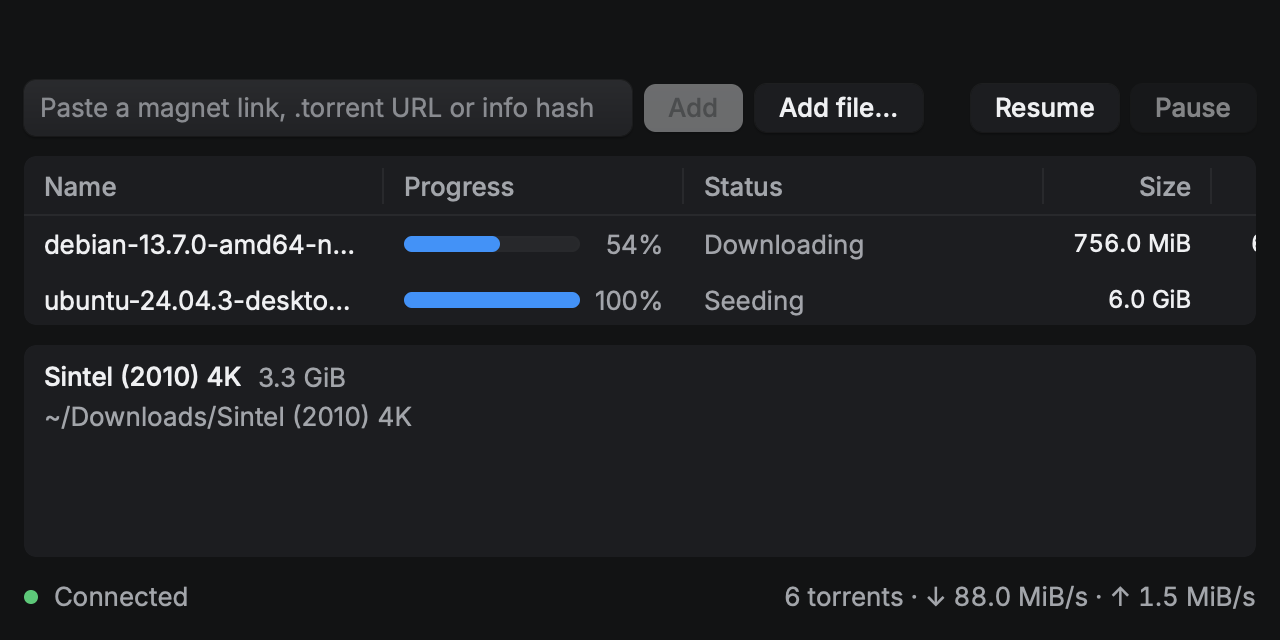 Paste a magnet link, .torrent URL or info hash Add Add file... Resume Pause
Name Progress Status Size
debian-13.7.0-amd64-n... 54% Downloading 756.0 MiB
ubuntu-24.04.3-deskto... 100% Seeding 6.0 GiB
Sintel (2010) 4K 3.3 GiB
~/Downloads/Sintel (2010) 4K
Connected 6 torrents · ↓ 88.0 MiB/s · ↑ 1.5 MiB/s